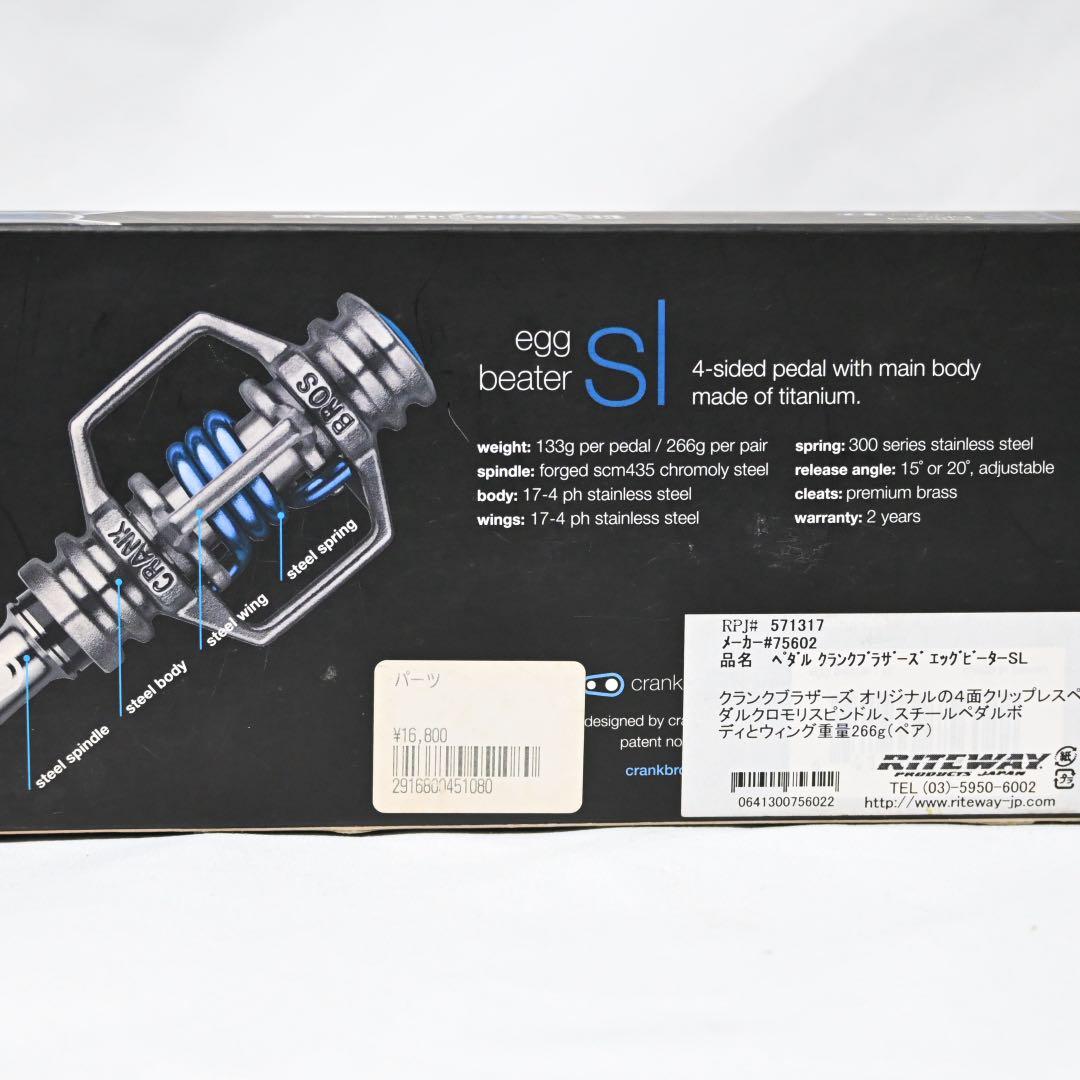 egg
beater sl
4-sided pedal with main body
made of titanium.
weight: 133g per pedal / 266g per pair
spindle: forged scm435 chromoly steel
body: 17-4 ph stainless steel
wings: 17-4 ph stainless steel
spring: 300 series stainless steel
release angle: 15° or 20°, adjustable
cleats: premium brass
warranty: 2 years
CRANK
BROS
steel spring
steel wing
steel body
steel spindle
パーツ
¥16,800
2916800451080
crank
designed by
patent no
crankbr
RPJ# 571317
メーカー#75602
品名 ﾍﾟﾀﾞﾙ ｸﾗﾝｸﾌﾞﾗｻﾞｰｽﾞ ｴｯｸﾞﾋﾞｰﾀｰSL
クランクブラザーズ オリジナルの4面クリップレスペ
ダルクロモリスピンドル、スチールペダルボ
ディとウィング重量266g(ペア)
RITEWAY
PRODUCTS JAPAN
紙
プラ
TEL (03)-5950-6002
0641300756022
http://www.riteway-jp.com